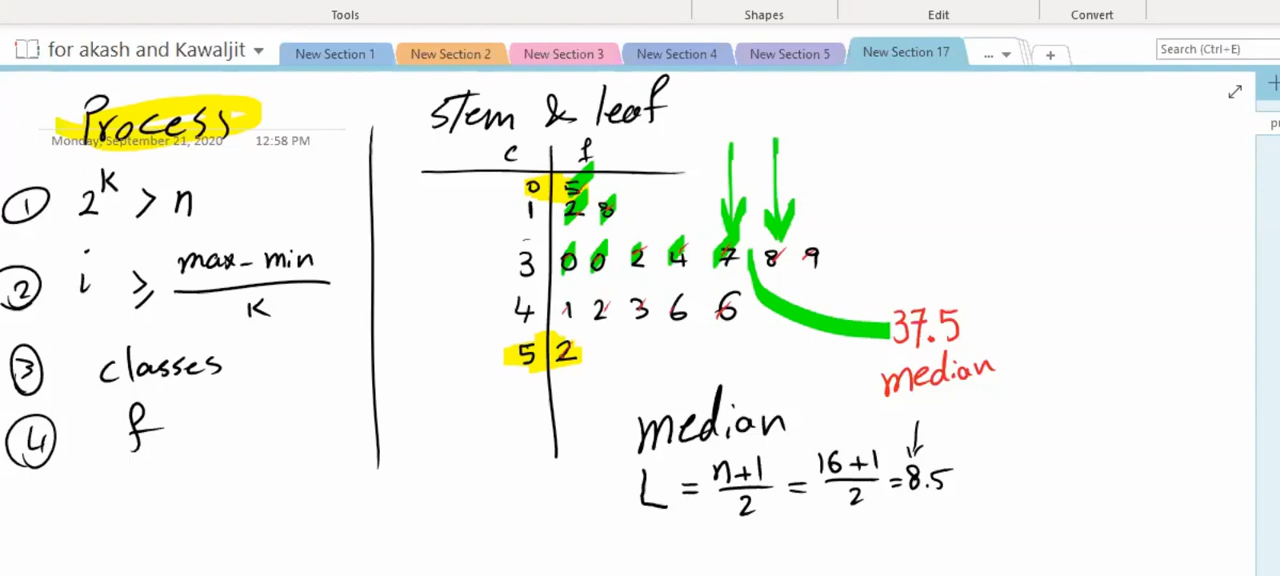 Tools Shapes Edit Convert
for akash and Kawaljit New Section 1 New Section 2 New Section 3 New Section 4 New Section 5 New Section 17 ... + Search (Ctrl+E)
Process
Monday, September 21, 2020 12:58 PM
① 2^k > n
② i ≥ (max - min) / K
③ classes
④ f
stem & leaf
c | f
0 | 5
1 | 2 8
3 | 0 0 2 4 7 8 9
4 | 1 2 3 6 6
5 | 2
37.5
median
median
L = (n+1)/2 = (16+1)/2 = 8.5